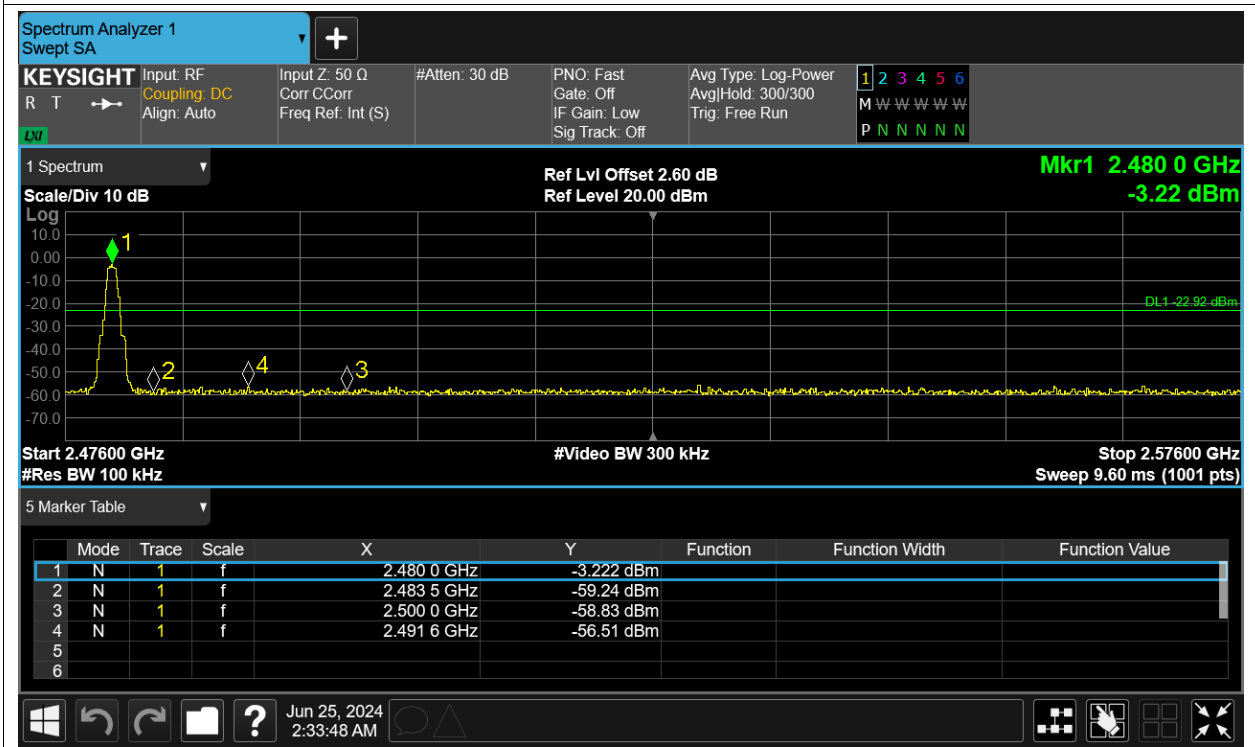 Spectrum Analyzer 1
Swept SA
KEYSIGHT Input: RF Input Z: 50 Ω #Atten: 30 dB PNO: Fast Avg Type: Log-Power 1 2 3 4 5 6
R T Coupling: DC Corr CCorr Gate: Off Avg|Hold: 300/300 M W W W W W
Align: Auto Freq Ref: Int (S) IF Gain: Low Trig: Free Run
LXI Sig Track: Off P N N N N N
1 Spectrum Ref Lvl Offset 2.60 dB Mkr1 2.480 0 GHz
Scale/Div 10 dB Ref Level 20.00 dBm -3.22 dBm
Log
10.0
1
0.00
-10.0
-20.0
DL1 -22.92 dBm
-30.0
-40.0
-50.0
2 4 3
-60.0
-70.0
Start 2.47600 GHz #Video BW 300 kHz Stop 2.57600 GHz
#Res BW 100 kHz Sweep 9.60 ms (1001 pts)
5 Marker Table
Mode Trace Scale X Y Function Function Width Function Value
1 N 1 f 2.480 0 GHz -3.222 dBm
2 N 1 f 2.483 5 GHz -59.24 dBm
3 N 1 f 2.500 0 GHz -58.83 dBm
4 N 1 f 2.491 6 GHz -56.51 dBm
5
6
? Jun 25, 2024
2:33:48 AM